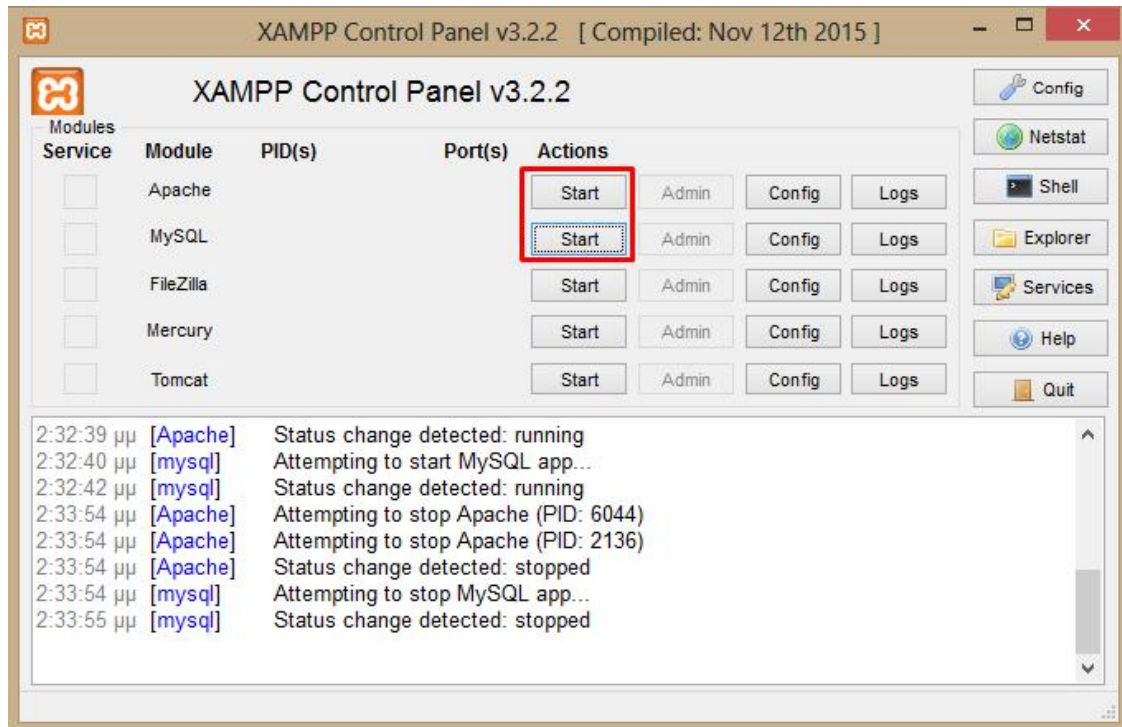 XAMPP Control Panel v3.2.2 [ Compiled: Nov 12th 2015 ]
XAMPP Control Panel v3.2.2
Config
Modules
Service Module PID(s) Port(s) Actions
Netstat
Apache Start Admin Config Logs
Shell
MySQL Start Admin Config Logs
Explorer
FileZilla Start Admin Config Logs
Services
Mercury Start Admin Config Logs
Help
Tomcat Start Admin Config Logs
Quit
2:32:39 μμ [Apache] Status change detected: running
2:32:40 μμ [mysql] Attempting to start MySQL app...
2:32:42 μμ [mysql] Status change detected: running
2:33:54 μμ [Apache] Attempting to stop Apache (PID: 6044)
2:33:54 μμ [Apache] Attempting to stop Apache (PID: 2136)
2:33:54 μμ [Apache] Status change detected: stopped
2:33:54 μμ [mysql] Attempting to stop MySQL app...
2:33:55 μμ [mysql] Status change detected: stopped